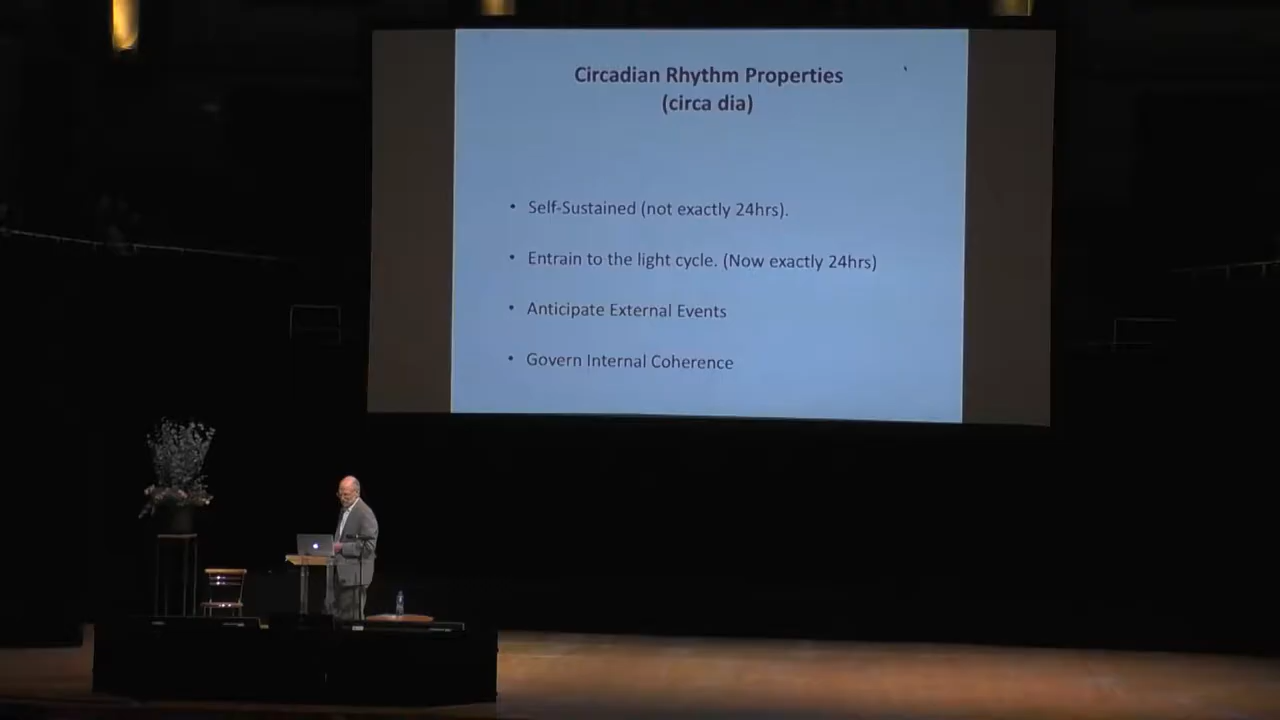 Circadian Rhythm Properties
(circa dia)
• Self-Sustained (not exactly 24hrs).
• Entrain to the light cycle. (Now exactly 24hrs)
• Anticipate External Events
• Govern Internal Coherence